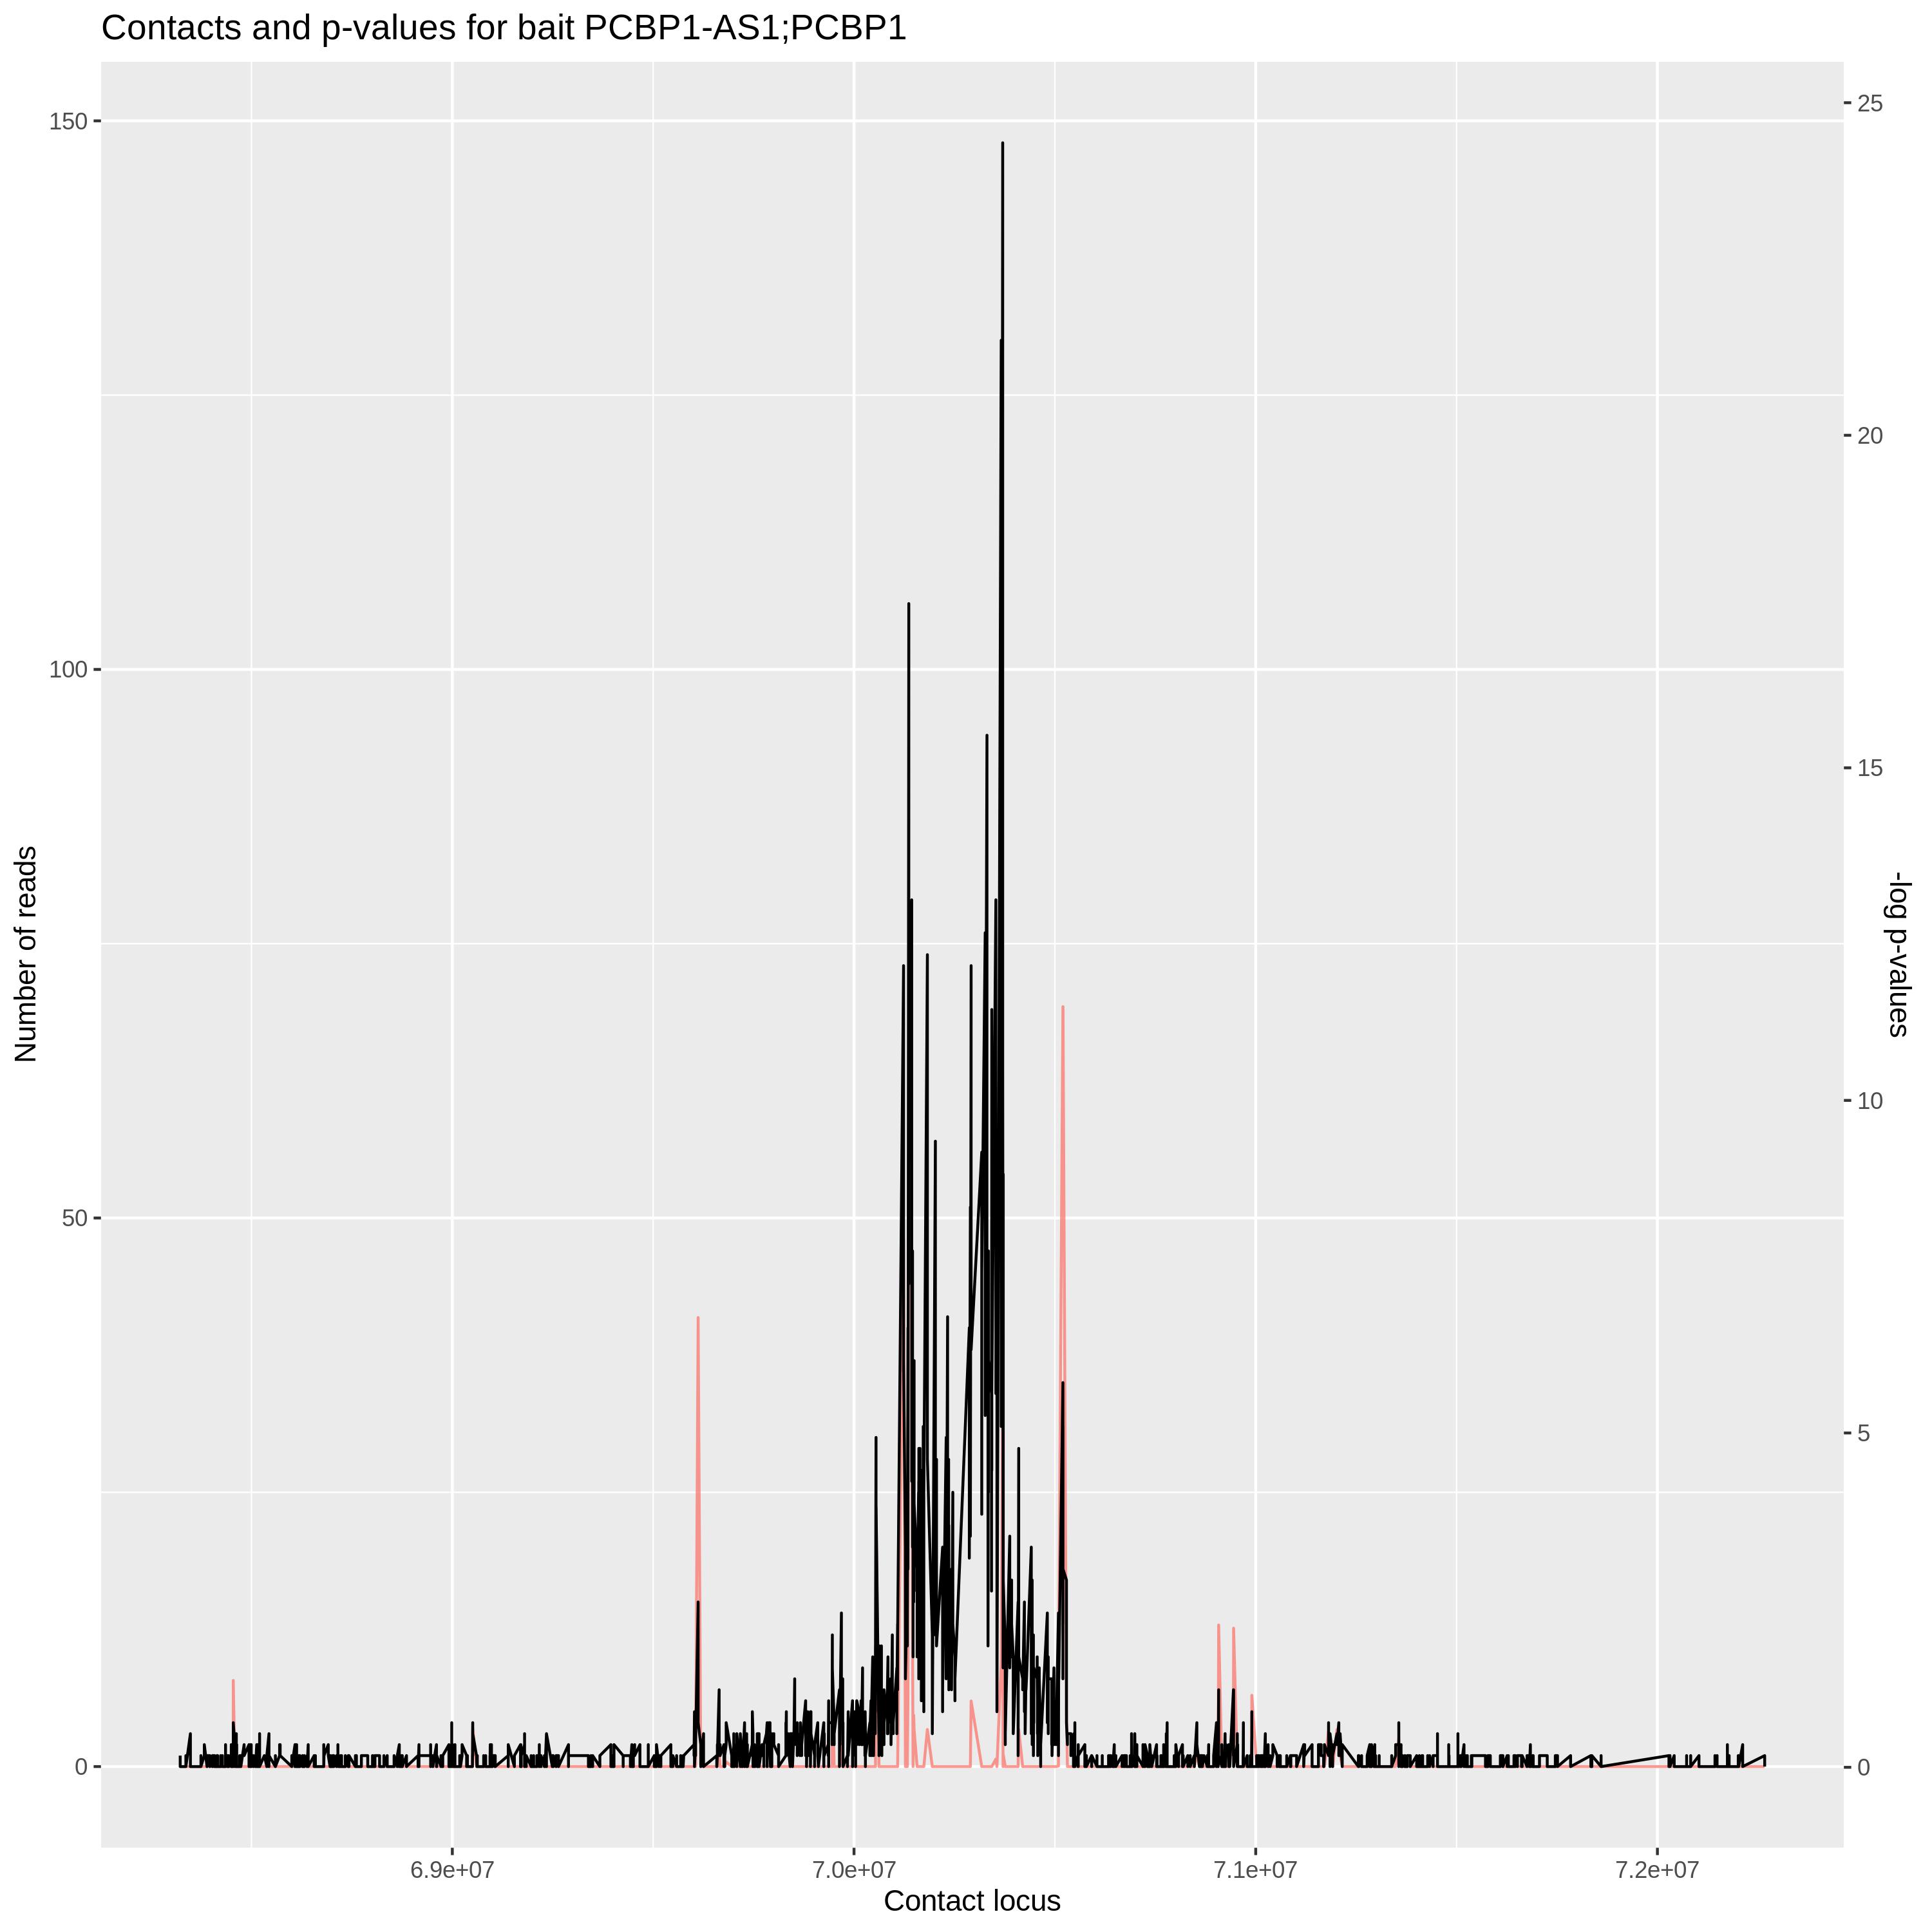 Contacts and p-values for bait PCBP1-AS1;PCBP1
150
100
50
0
Number of reads
25
20
15
10
5
0
-log p-values
6.9e+07
7.0e+07
7.1e+07
7.2e+07
Contact locus